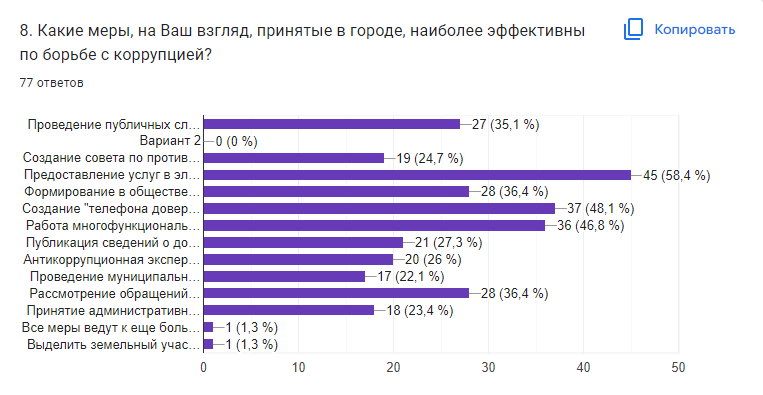 8. Какие меры, на Ваш взгляд, принятые в городе, наиболее эффективны
по борьбе с коррупцией?
Копировать
77 ответов
Проведение публичных сл... 27 (35,1 %)
Вариант 2 0 (0 %)
Создание совета по против... 19 (24,7 %)
Предоставление услуг в эл... 45 (58,4 %)
Формирование в обществе... 28 (36,4 %)
Создание "телефона довер... 37 (48,1 %)
Работа многофункциональ... 36 (46,8 %)
Публикация сведений о до... 21 (27,3 %)
Антикоррупционная экспер... 20 (26 %)
Проведение муниципальн... 17 (22,1 %)
Рассмотрение обращений... 28 (36,4 %)
Принятие административн... 18 (23,4 %)
Все меры ведут к еще боль... 1 (1,3 %)
Выделить земельный учас... 1 (1,3 %)
0 10 20 30 40 50